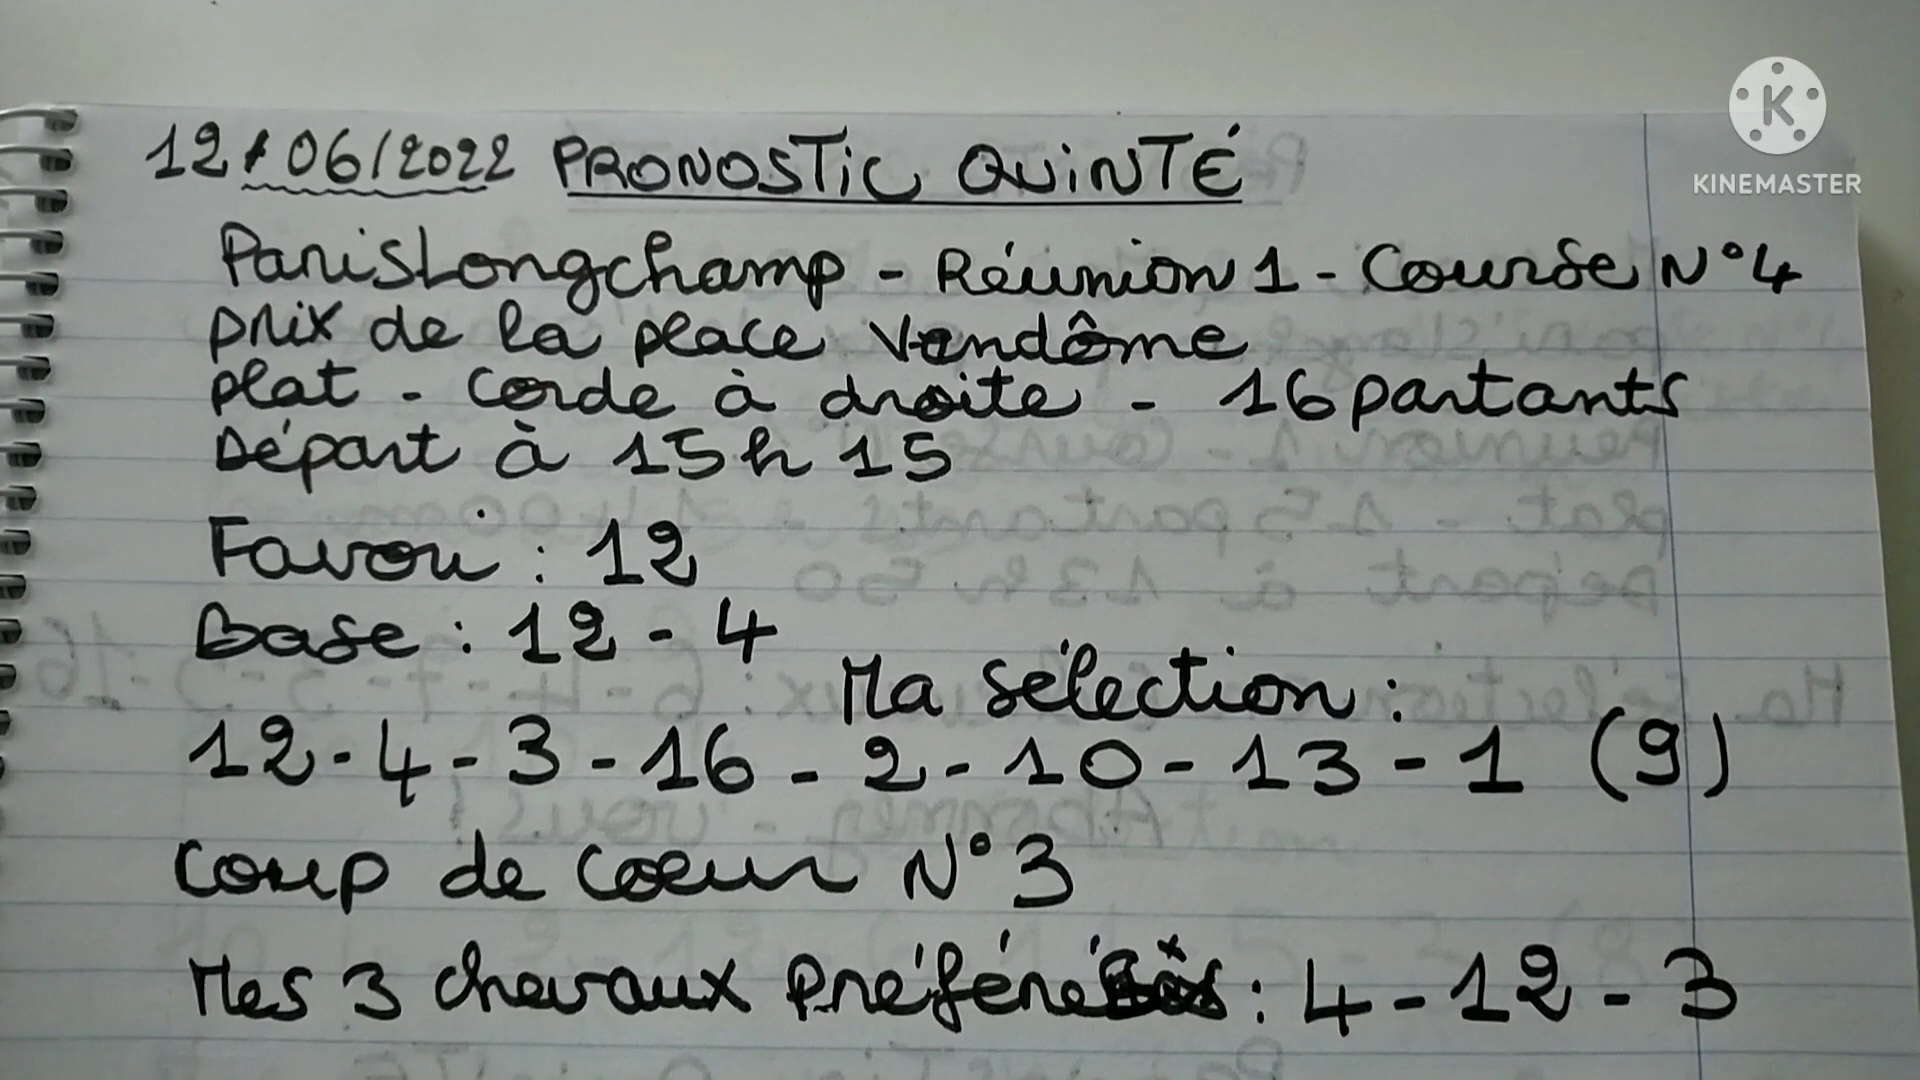 12/06/2022 PRONOSTIC QUINTÉ
KINEMASTER
ParisLongchamp - Réunion 1 - Course N°4
prix de la place Vendôme
plat - corde à droite - 16 partants
Départ à 15h15
Favori : 12
Base : 12 - 4
Ma sélection :
12 - 4 - 3 - 16 - 2 - 10 - 13 - 1 (9)
Coup de coeur N°3
Mes 3 chevaux préférés : 4 - 12 - 3